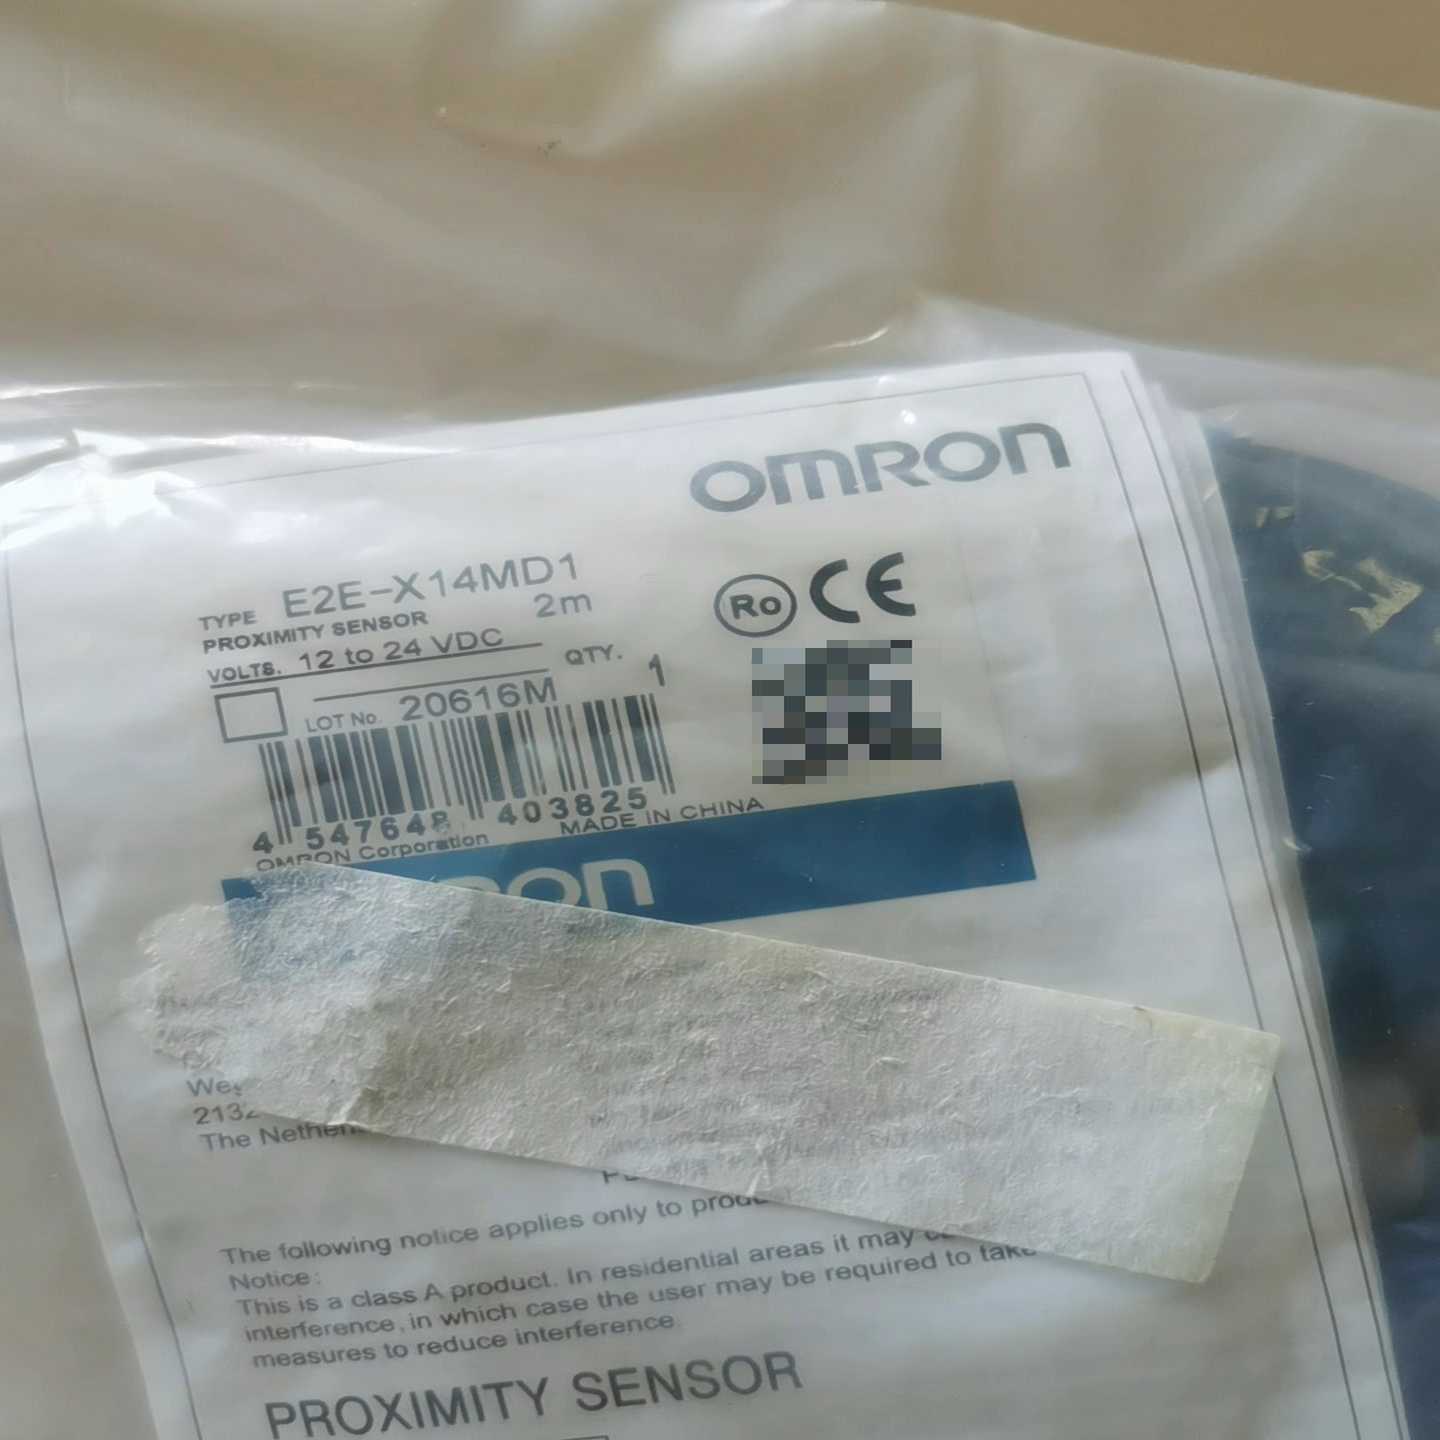 OMRON
TYPE E2E-X14MD1
PROXIMITY SENSOR 2m
VOLTS. 12 to 24 VDC
QTY. 1
LOT No. 20616M
4 547648 403825
OMRON Corporation MADE IN CHINA
Ro CE
The
The following notice applies only to
Notice:
This is a class A product. In residential areas it may
interference, in which case the user may be required to take
measures to reduce interference.
PROXIMITY SENSOR